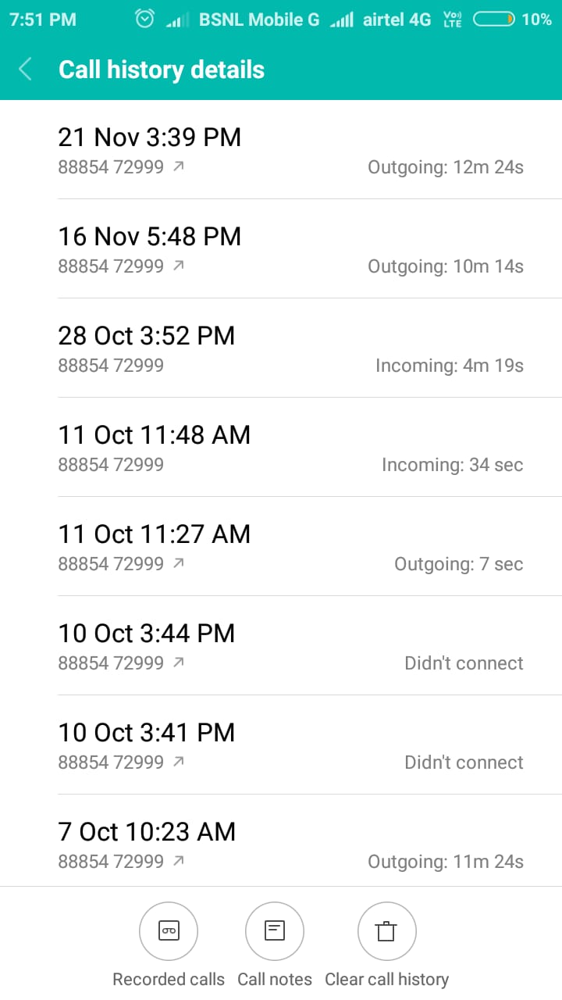 7:51 PM BSNL Mobile G airtel 4G Vo)) LTE 10%
Call history details
21 Nov 3:39 PM
88854 72999 Outgoing: 12m 24s
16 Nov 5:48 PM
88854 72999 Outgoing: 10m 14s
28 Oct 3:52 PM
88854 72999 Incoming: 4m 19s
11 Oct 11:48 AM
88854 72999 Incoming: 34 sec
11 Oct 11:27 AM
88854 72999 Outgoing: 7 sec
10 Oct 3:44 PM
88854 72999 Didn't connect
10 Oct 3:41 PM
88854 72999 Didn't connect
7 Oct 10:23 AM
88854 72999 Outgoing: 11m 24s
Recorded calls Call notes Clear call history